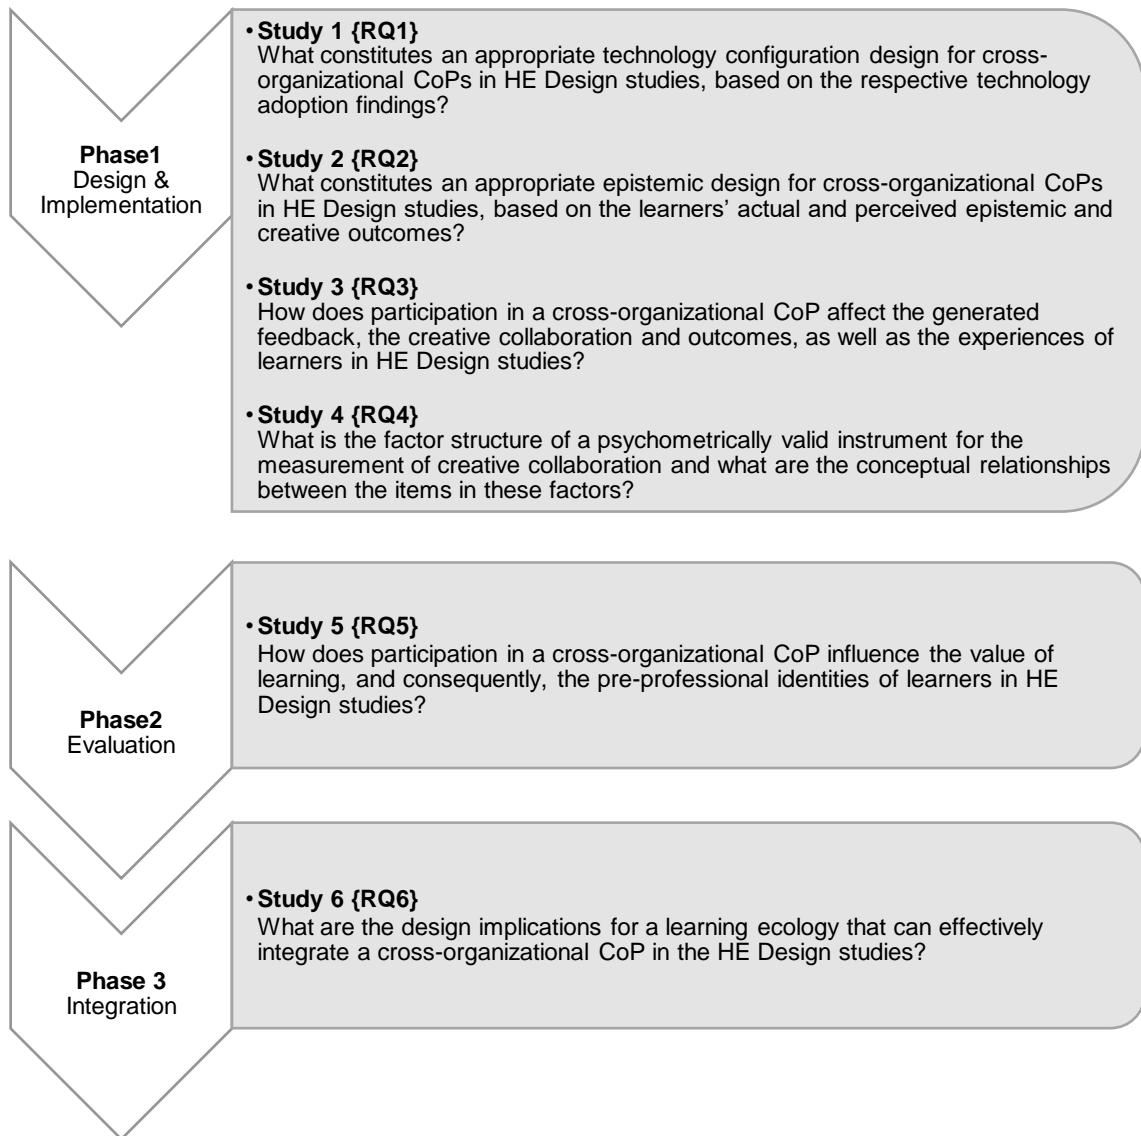 Phase1
Design &
Implementation
• Study 1 {RQ1}
What constitutes an appropriate technology configuration design for cross-
organizational CoPs in HE Design studies, based on the respective technology
adoption findings?
• Study 2 {RQ2}
What constitutes an appropriate epistemic design for cross-organizational CoPs
in HE Design studies, based on the learners’ actual and perceived epistemic and
creative outcomes?
• Study 3 {RQ3}
How does participation in a cross-organizational CoP affect the generated
feedback, the creative collaboration and outcomes, as well as the experiences of
learners in HE Design studies?
• Study 4 {RQ4}
What is the factor structure of a psychometrically valid instrument for the
measurement of creative collaboration and what are the conceptual relationships
between the items in these factors?
Phase2
Evaluation
• Study 5 {RQ5}
How does participation in a cross-organizational CoP influence the value of
learning, and consequently, the pre-professional identities of learners in HE
Design studies?
Phase 3
Integration
• Study 6 {RQ6}
What are the design implications for a learning ecology that can effectively
integrate a cross-organizational CoP in the HE Design studies?